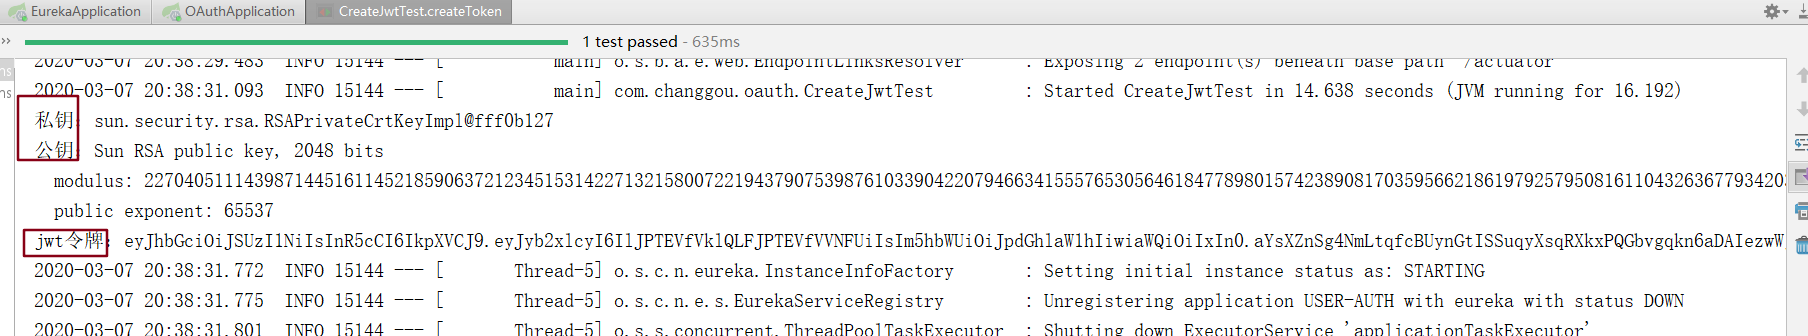 EurekaApplication OAuthApplication CreateJwtTest.createToken
1 test passed - 635ms
2020-03-07 20:38:29.483 INFO 15144 --- [ main] o.s.b.a.e.web.EndpointLinksResolver : Exposing 2 endpoint(s) beneath base path '/actuator'
ms 2020-03-07 20:38:31.093 INFO 15144 --- [ main] com.changgou.oauth.CreateJwtTest : Started CreateJwtTest in 14.638 seconds (JVM running for 16.192)
ms 私钥：sun.security.rsa.RSAPrivateCrtKeyImpl@fff0b127
公钥：Sun RSA public key, 2048 bits
modulus:
public exponent: 65537
jwt令牌：
2020-03-07 20:38:31.772 INFO 15144 --- [ Thread-5] o.s.c.n.eureka.InstanceInfoFactory : Setting initial instance status as: STARTING
2020-03-07 20:38:31.775 INFO 15144 --- [ Thread-5] o.s.c.n.e.s.EurekaServiceRegistry : Unregistering application USER-AUTH with eureka with status DOWN
2020-03-07 20:38:31.801 INFO 15144 --- [ Thread-5] o.s.s.concurrent.ThreadPoolTaskExecutor : Shutting down ExecutorService 'applicationTaskExecutor'